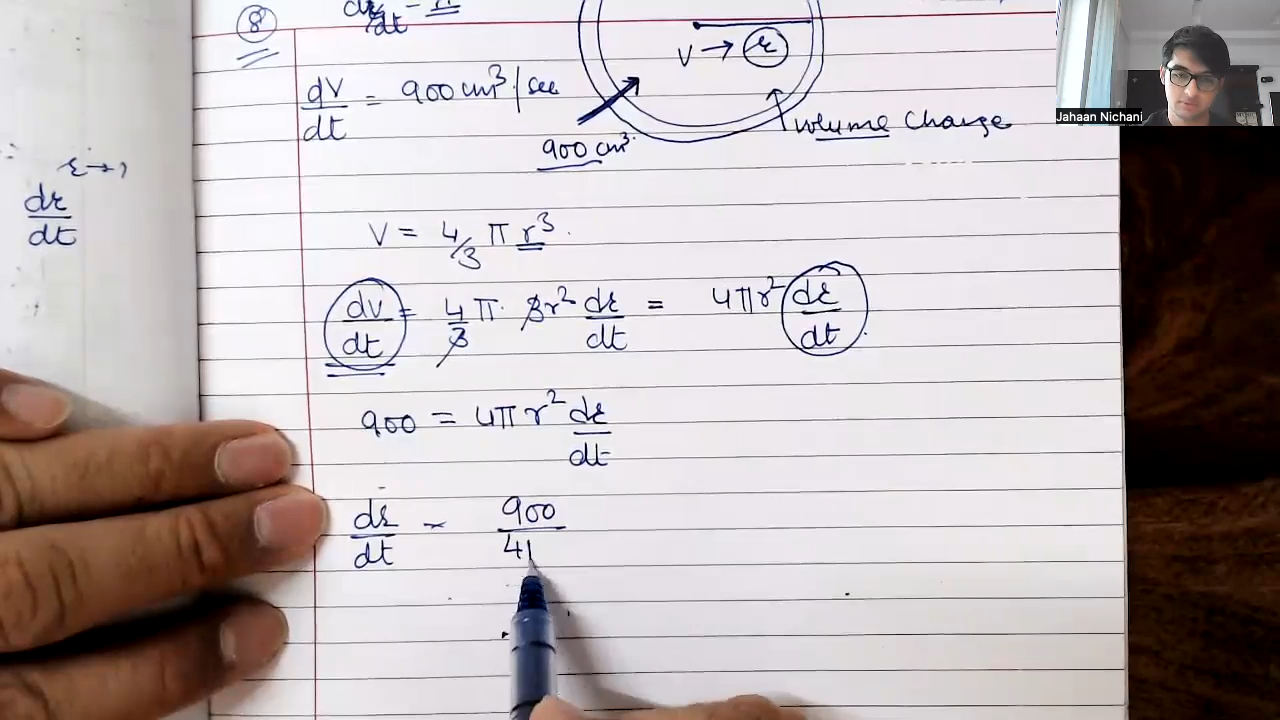 8
dV/dt = 900 cm³/sec
V → r
volume change
900 cm³
r → ,
dr/dt
V = 4/3 π r³.
dv/dt = 4/3 π · 3r² dr/dt = 4πr² dr/dt.
900 = 4πr² dr/dt
dr/dt = 900/4
Jahaan Nichani